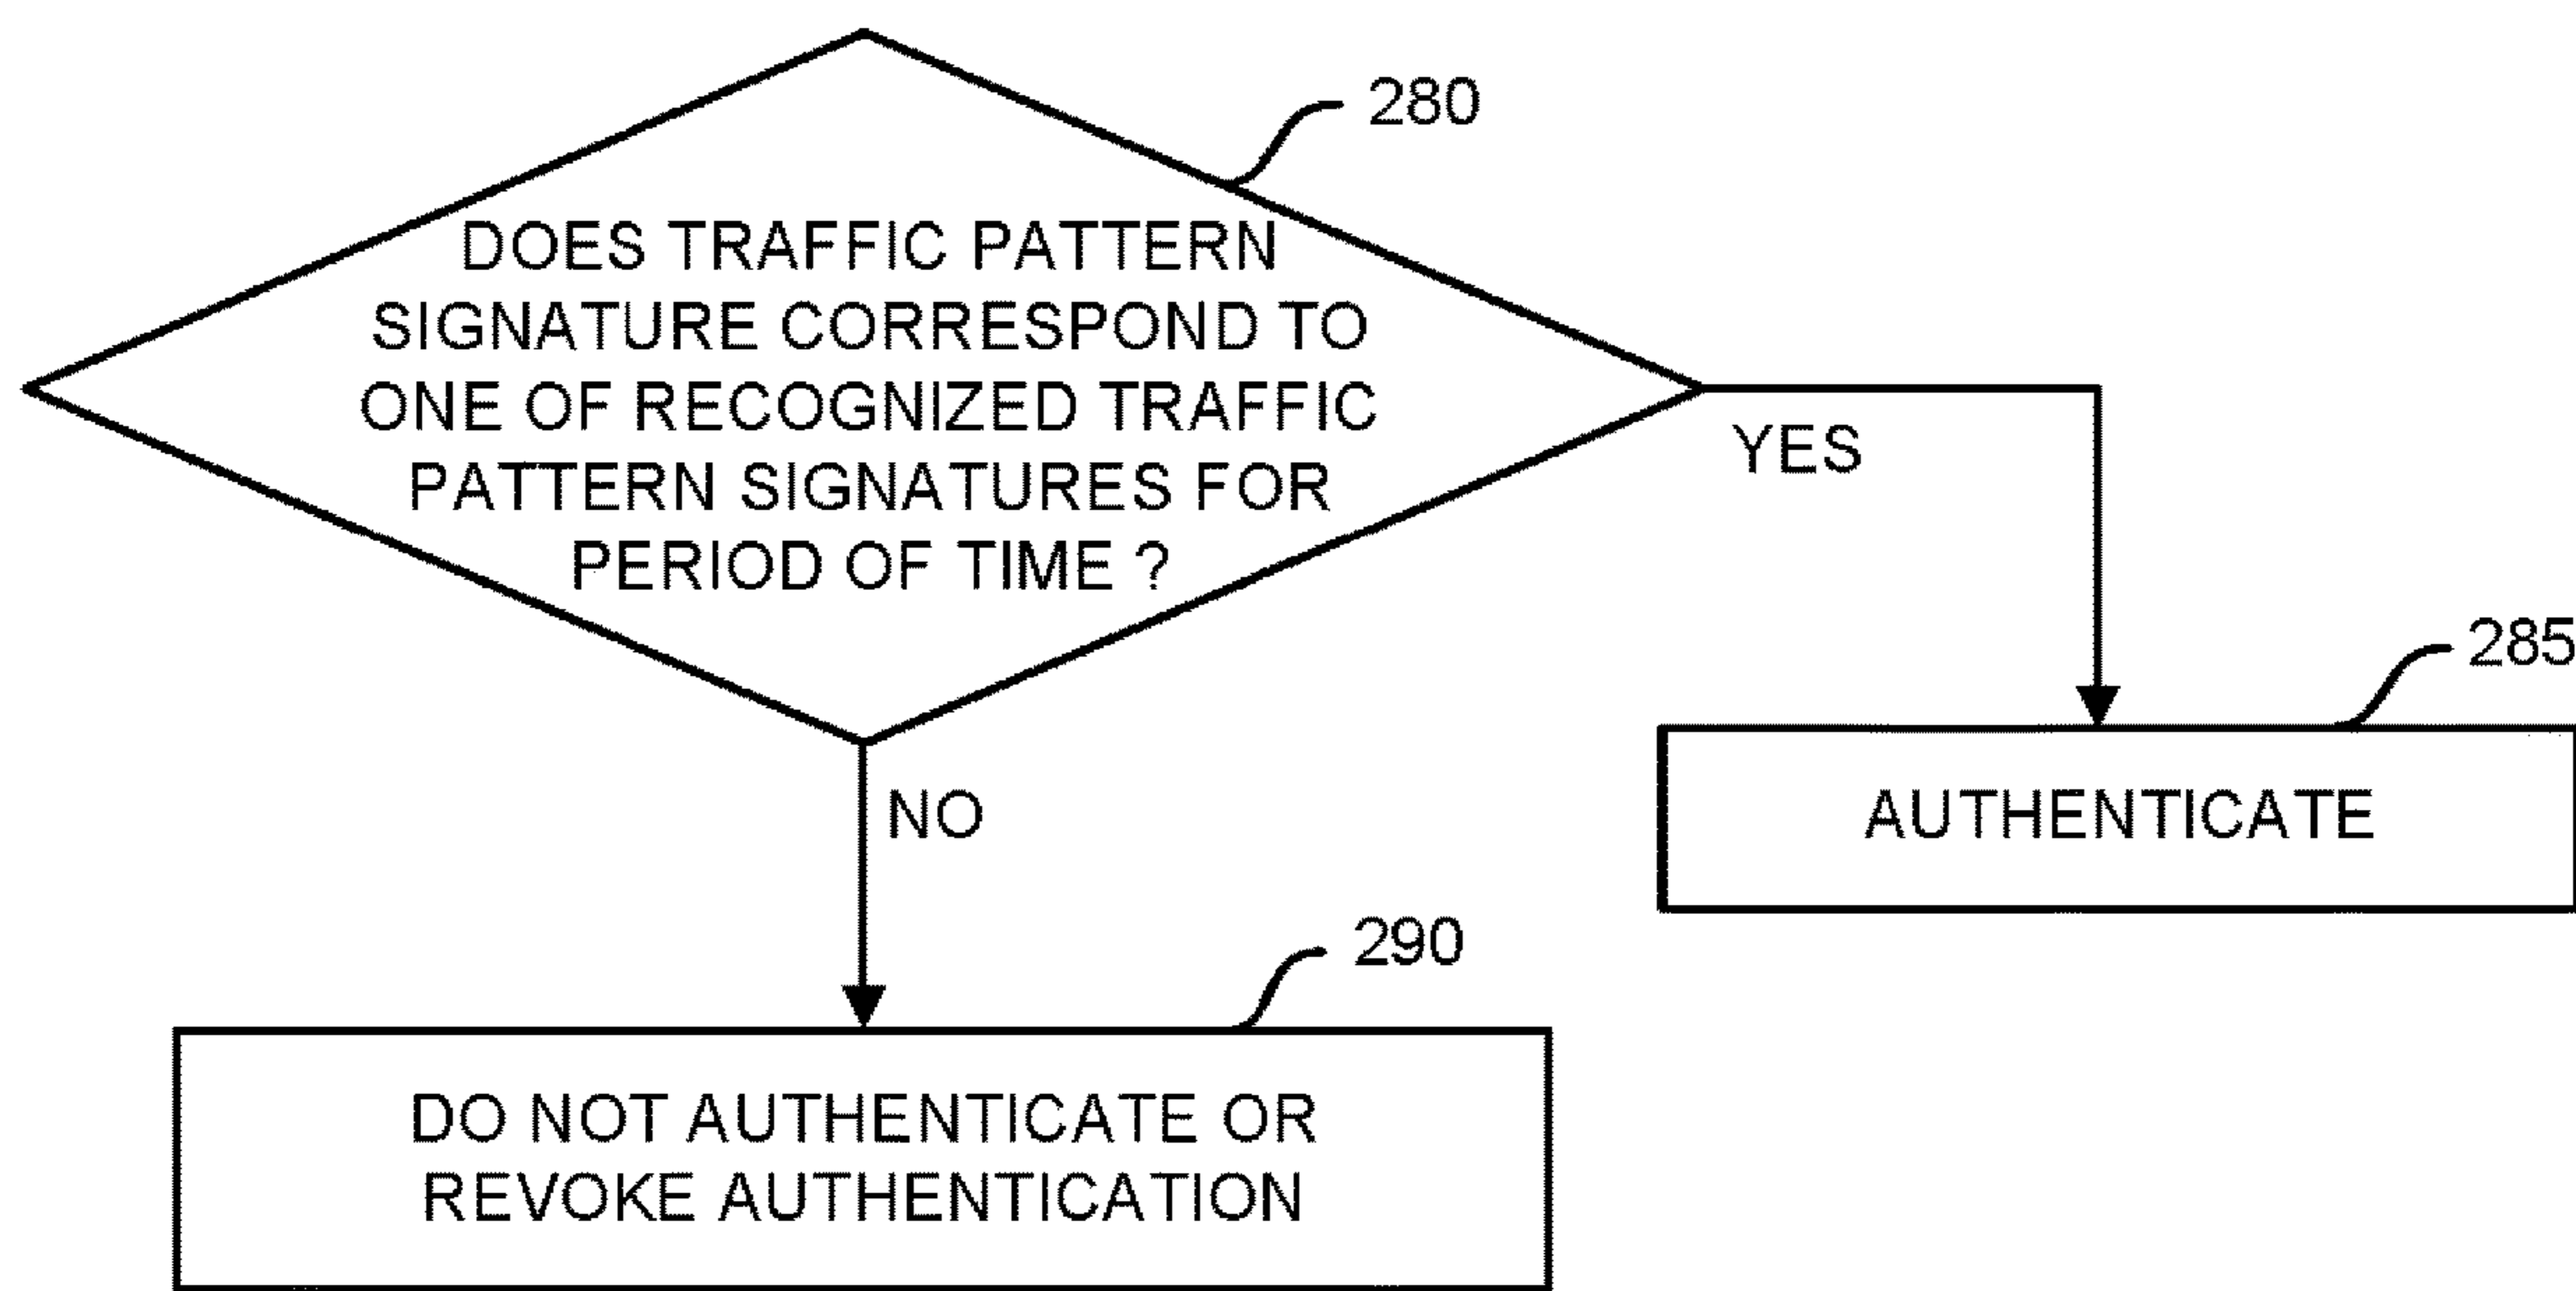 280
DOES TRAFFIC PATTERN
SIGNATURE CORRESPOND TO
ONE OF RECOGNIZED TRAFFIC
PATTERN SIGNATURES FOR
PERIOD OF TIME ?
YES
285
AUTHENTICATE
NO
290
DO NOT AUTHENTICATE OR
REVOKE AUTHENTICATION